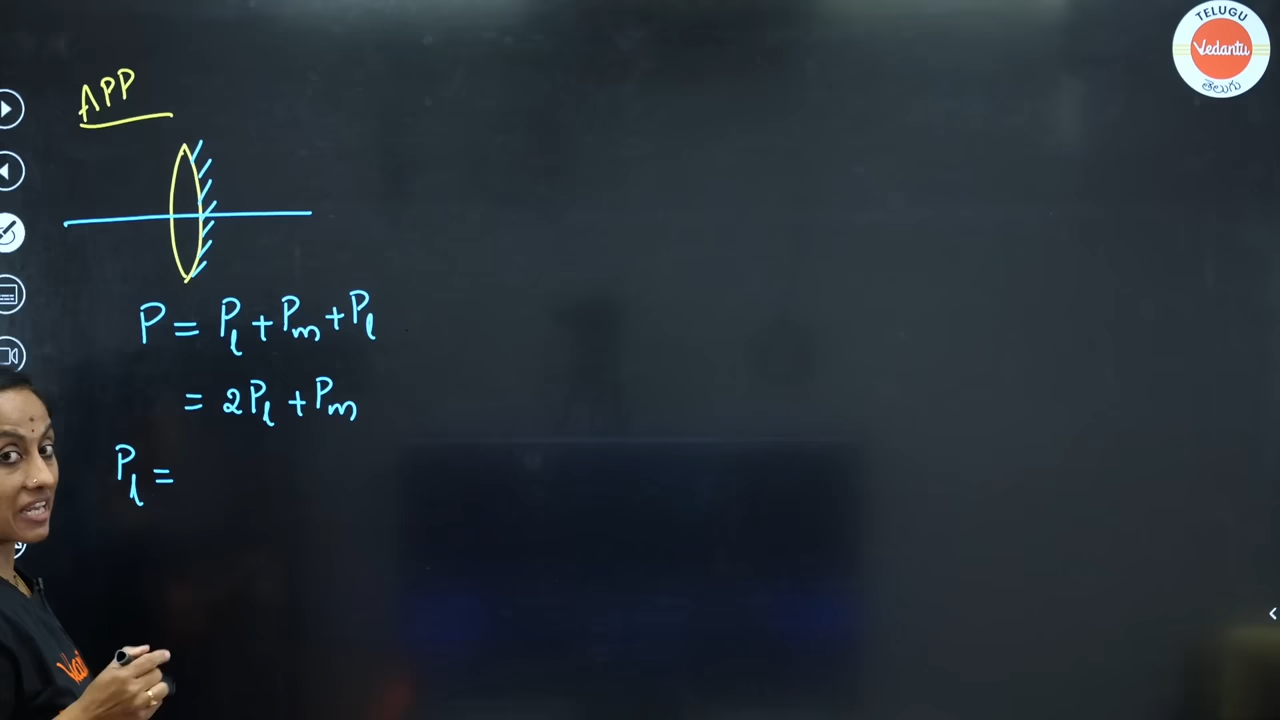 TELUGU
Vedantu
తెలుగు
APP
P = Pl + Pm + Pl
= 2Pl + Pm
Pl =